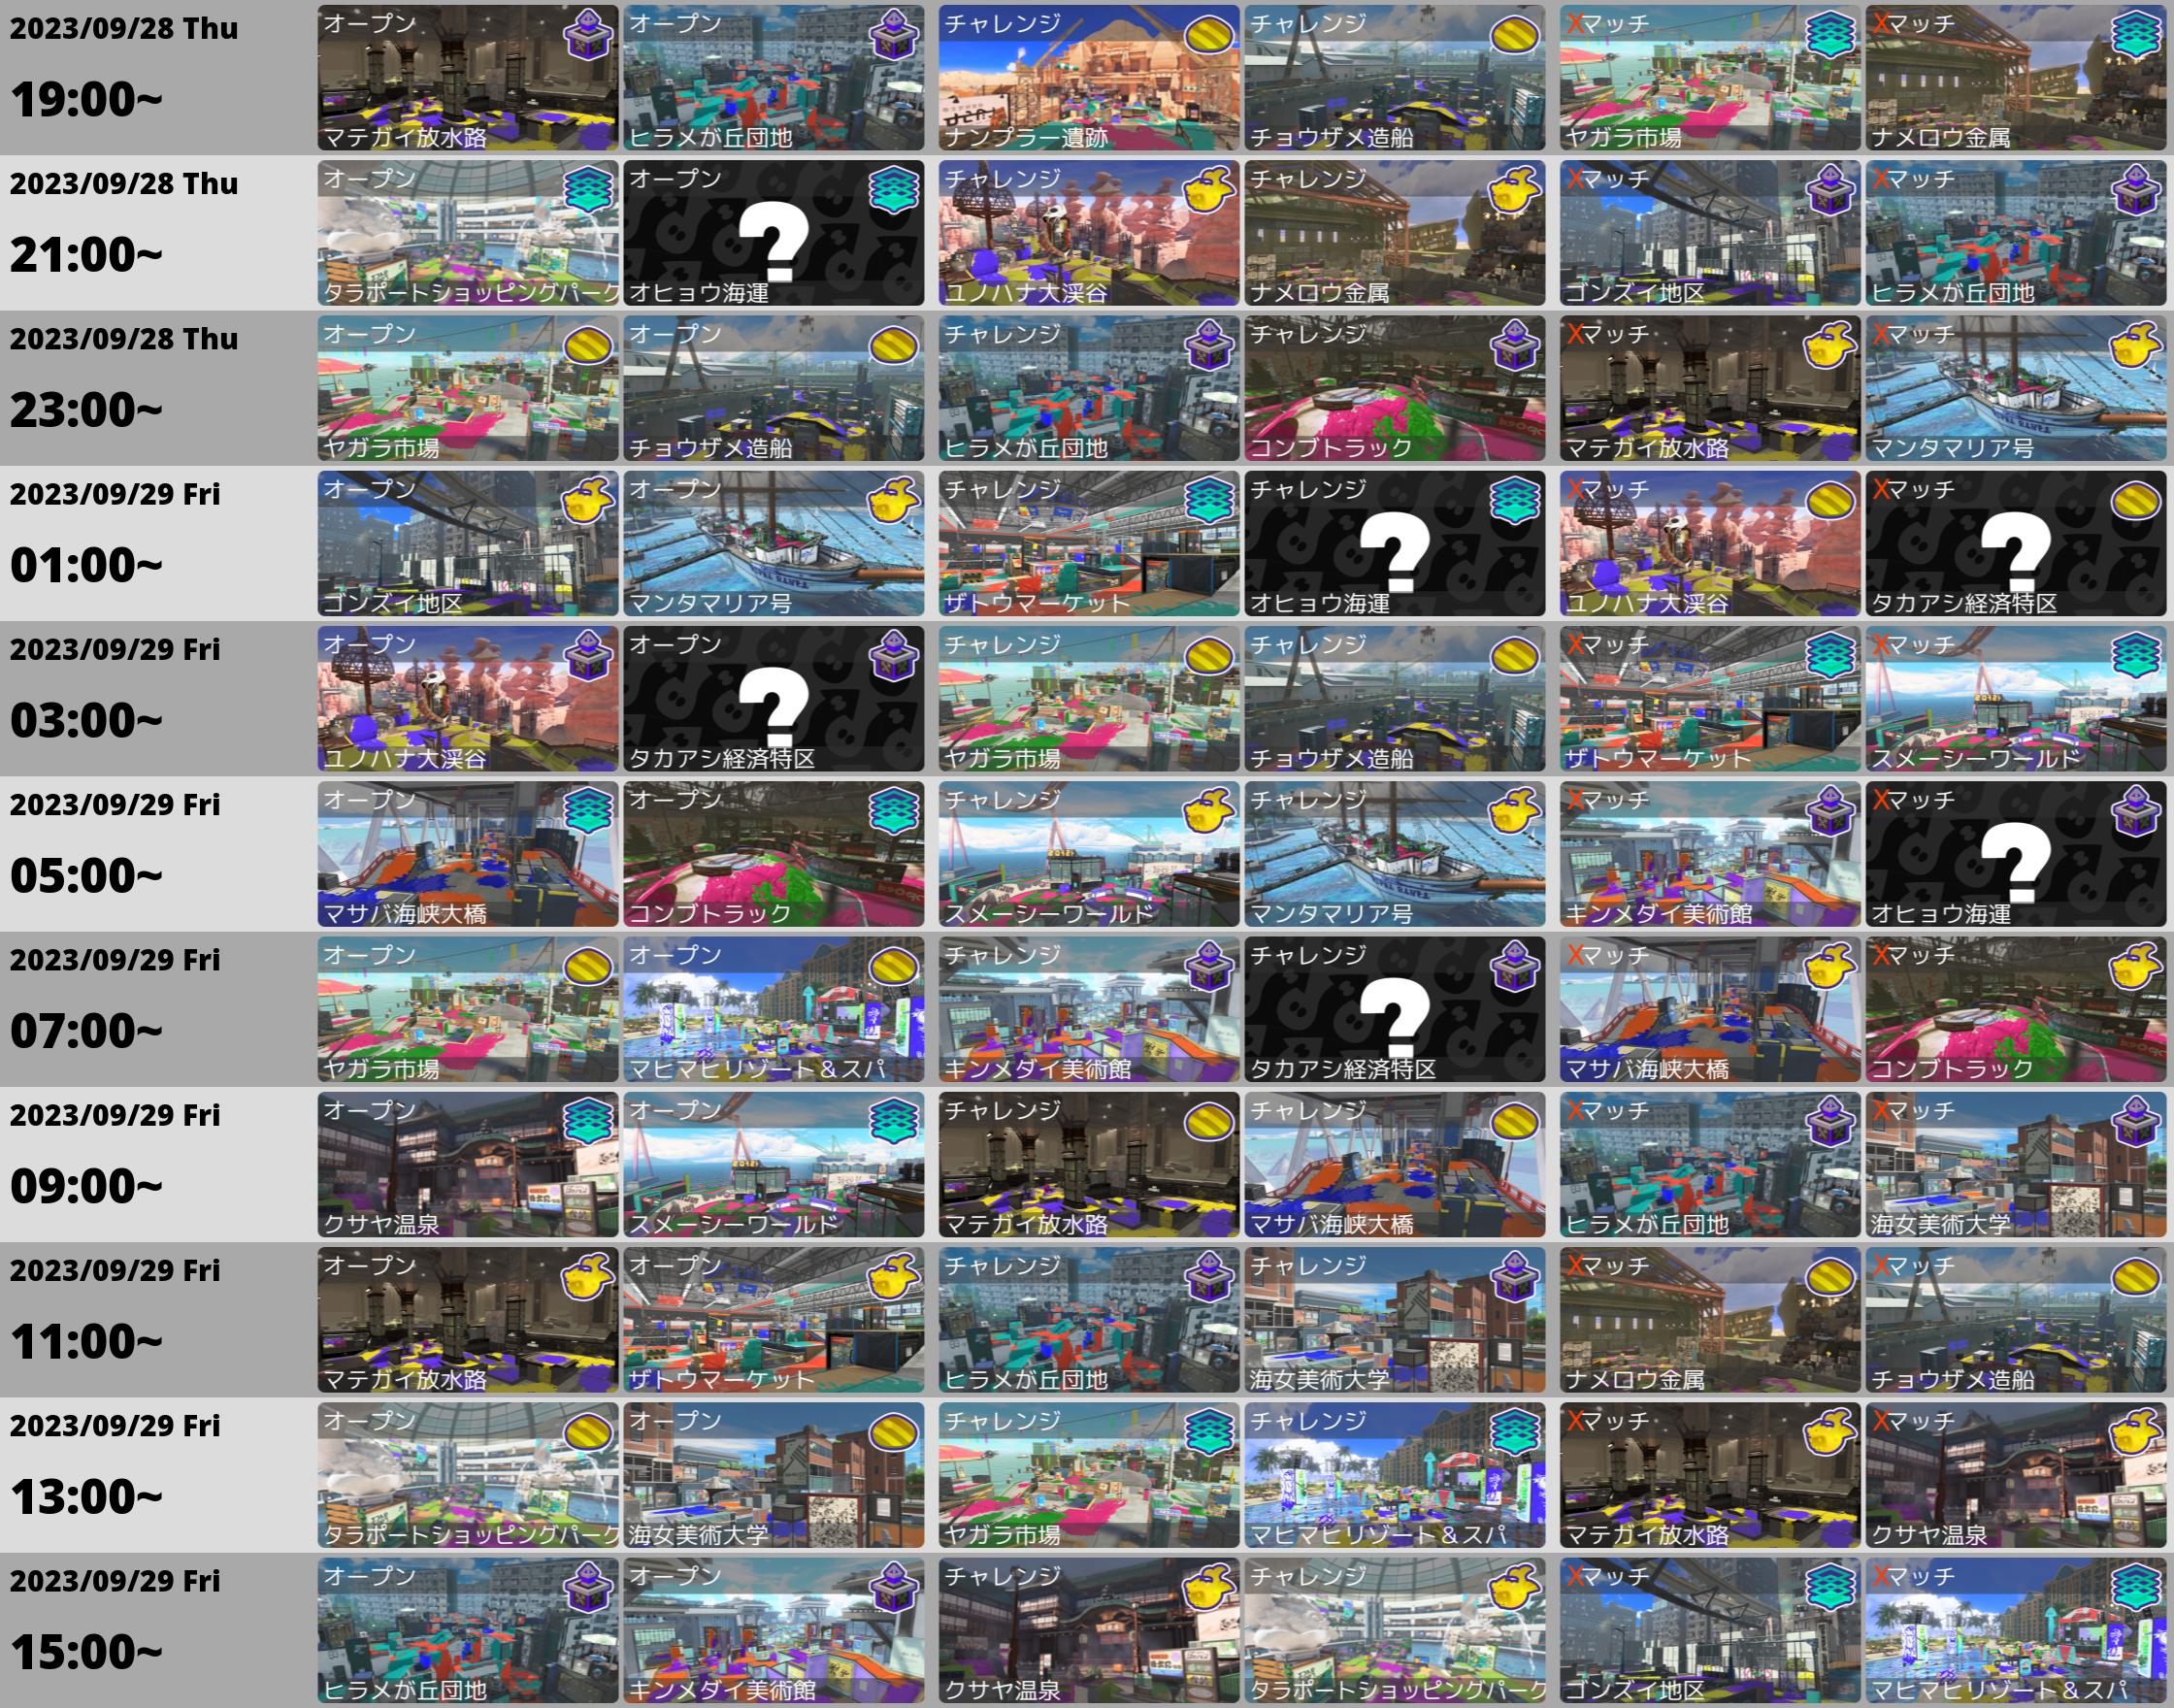 2023/09/28 Thu
19:00~
オープン
マテガイ放水路
オープン
ヒラメが丘団地
チャレンジ
ナンプラー遺跡
チャレンジ
チョウザメ造船
Xマッチ
ヤガラ市場
Xマッチ
ナメロウ金属
2023/09/28 Thu
21:00~
オープン
タラポートショッピングパーク
オープン
?
オヒョウ海運
チャレンジ
ユノハナ大渓谷
チャレンジ
ナメロウ金属
Xマッチ
ゴンズイ地区
Xマッチ
ヒラメが丘団地
2023/09/28 Thu
23:00~
オープン
ヤガラ市場
オープン
チョウザメ造船
チャレンジ
ヒラメが丘団地
チャレンジ
コンブトラック
Xマッチ
マテガイ放水路
Xマッチ
マンタマリア号
2023/09/29 Fri
01:00~
オープン
ゴンズイ地区
オープン
マンタマリア号
チャレンジ
ザトウマーケット
チャレンジ
?
オヒョウ海運
Xマッチ
ユノハナ大渓谷
Xマッチ
?
タカアシ経済特区
2023/09/29 Fri
03:00~
オープン
ユノハナ大渓谷
オープン
?
タカアシ経済特区
チャレンジ
ヤガラ市場
チャレンジ
チョウザメ造船
Xマッチ
ザトウマーケット
Xマッチ
スメーシーワールド
2023/09/29 Fri
05:00~
オープン
マサバ海峡大橋
オープン
コンブトラック
チャレンジ
スメーシーワールド
チャレンジ
マンタマリア号
Xマッチ
キンメダイ美術館
Xマッチ
?
オヒョウ海運
2023/09/29 Fri
07:00~
オープン
ヤガラ市場
オープン
マヒマヒリゾート&スパ
チャレンジ
キンメダイ美術館
チャレンジ
?
タカアシ経済特区
Xマッチ
マサバ海峡大橋
Xマッチ
コンブトラック
2023/09/29 Fri
09:00~
オープン
クサヤ温泉
オープン
スメーシーワールド
チャレンジ
マテガイ放水路
チャレンジ
マサバ海峡大橋
Xマッチ
ヒラメが丘団地
Xマッチ
海女美術大学
2023/09/29 Fri
11:00~
オープン
マテガイ放水路
オープン
ザトウマーケット
チャレンジ
ヒラメが丘団地
チャレンジ
海女美術大学
Xマッチ
ナメロウ金属
Xマッチ
チョウザメ造船
2023/09/29 Fri
13:00~
オープン
タラポートショッピングパーク
オープン
海女美術大学
チャレンジ
ヤガラ市場
チャレンジ
マヒマヒリゾート&スパ
Xマッチ
マテガイ放水路
Xマッチ
クサヤ温泉
2023/09/29 Fri
15:00~
オープン
ヒラメが丘団地
オープン
キンメダイ美術館
チャレンジ
クサヤ温泉
チャレンジ
タラポートショッピングパーク
Xマッチ
ゴンズイ地区
Xマッチ
マヒマヒリゾート&スパ